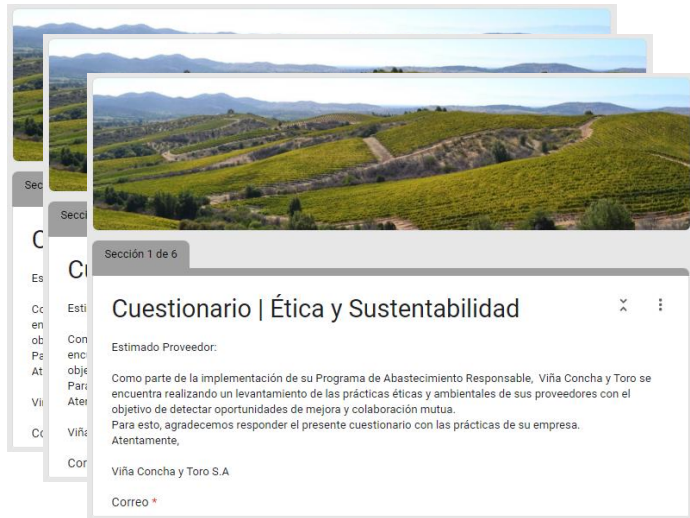 Sección 1 de 6
Cuestionario | Ética y Sustentabilidad
Estimado Proveedor:
Como parte de la implementación de su Programa de Abastecimiento Responsable, Viña Concha y Toro se
encuentra realizando un levantamiento de las prácticas éticas y ambientales de sus proveedores con el
objetivo de detectar oportunidades de mejora y colaboración mutua.
Para esto, agradecemos responder el presente cuestionario con las prácticas de su empresa.
Atentamente,
Viña Concha y Toro S.A
Correo *